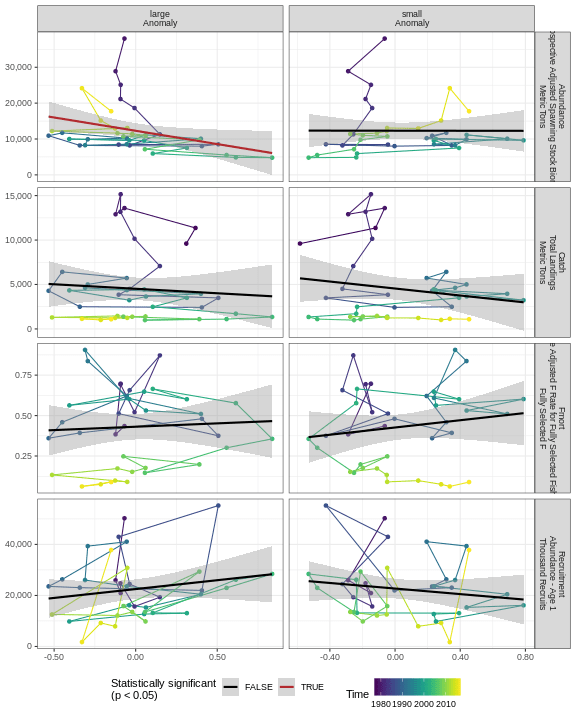 large
Anomaly
small
Anomaly
30,000
20,000
10,000
0
Abundance
Adjusted Spawning Stock
Metric Tons
15,000
10,000
5,000
0
Catch
Total Landings
Metric Tons
0.75
0.50
0.25
Fmort
Adjusted F Rate for Fully Selected
Fully Selected F
40,000
20,000
0
Recruitment
Abundance - Age 1
Thousand Recruits
-0.50 0.00 0.50
-0.40 0.00 0.40 0.80
Statistically significant
(p < 0.05)
FALSE TRUE
Time
1980 1990 2000 2010